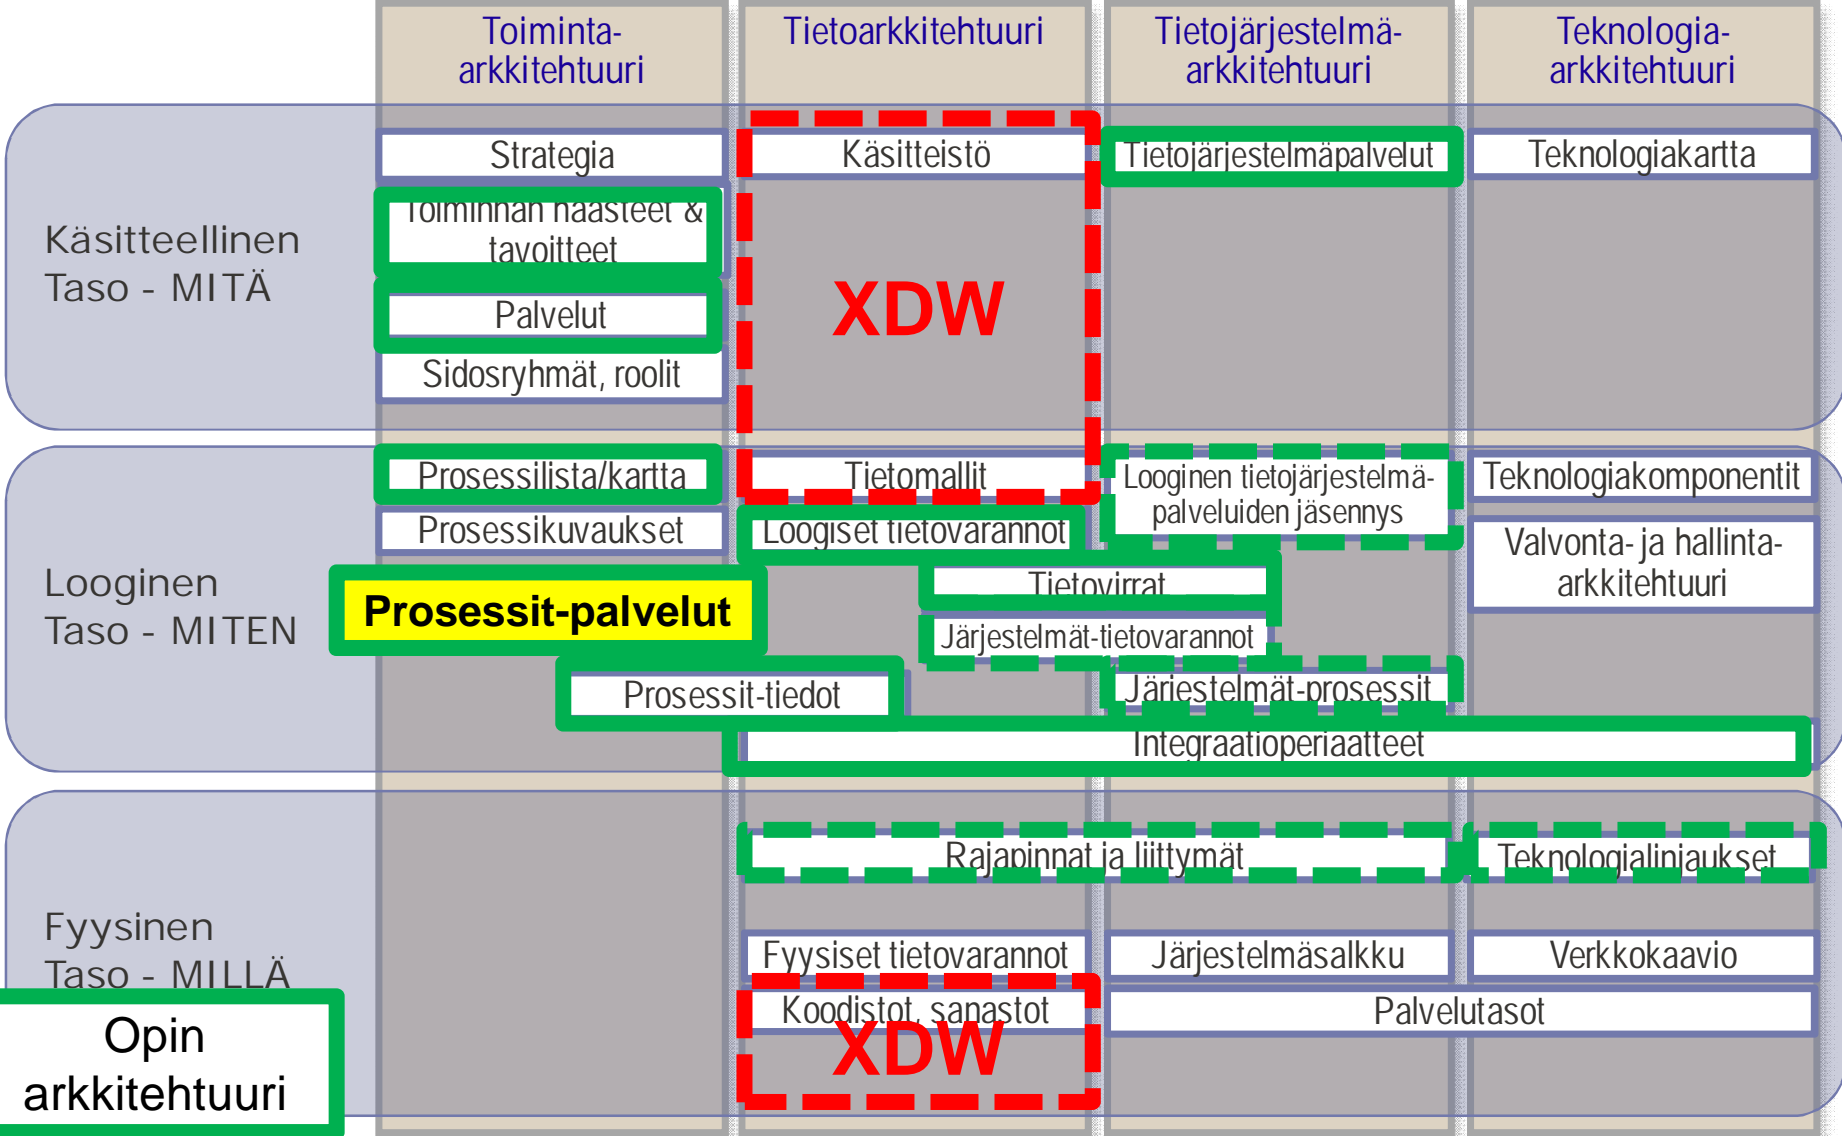 Toiminta-
arkkitehtuuri
Tietoarkkitehtuuri
Tietojärjestelmä-
arkkitehtuuri
Teknologia-
arkkitehtuuri
Käsitteellinen
Taso - MITÄ
Strategia
Käsitteistö
Tietojärjestelmäpalvelut
Teknologiakartta
Toiminnan haasteet &
tavoitteet
Palvelut
XDW
Sidosryhmät, roolit
Looginen
Taso - MITEN
Prosessilista/kartta
Tietomallit
Looginen tietojärjestelmä-
palveluiden jäsennys
Teknologiakomponentit
Prosessikuvaukset
Loogiset tietovarannot
Valvonta- ja hallinta-
arkkitehtuuri
Prosessit-palvelut
Tietovirrat
Järjestelmät-tietovarannot
Prosessit-tiedot
Järjestelmät-prosessit
Integraatioperiaatteet
Fyysinen
Taso - MILLÄ
Rajapinnat ja liittymät
Teknologialinjaukset
Fyysiset tietovarannot
Järjestelmäsalkku
Verkkokaavio
Koodistot, sanastot
Palvelutasot
XDW
Opin
arkkitehtuuri